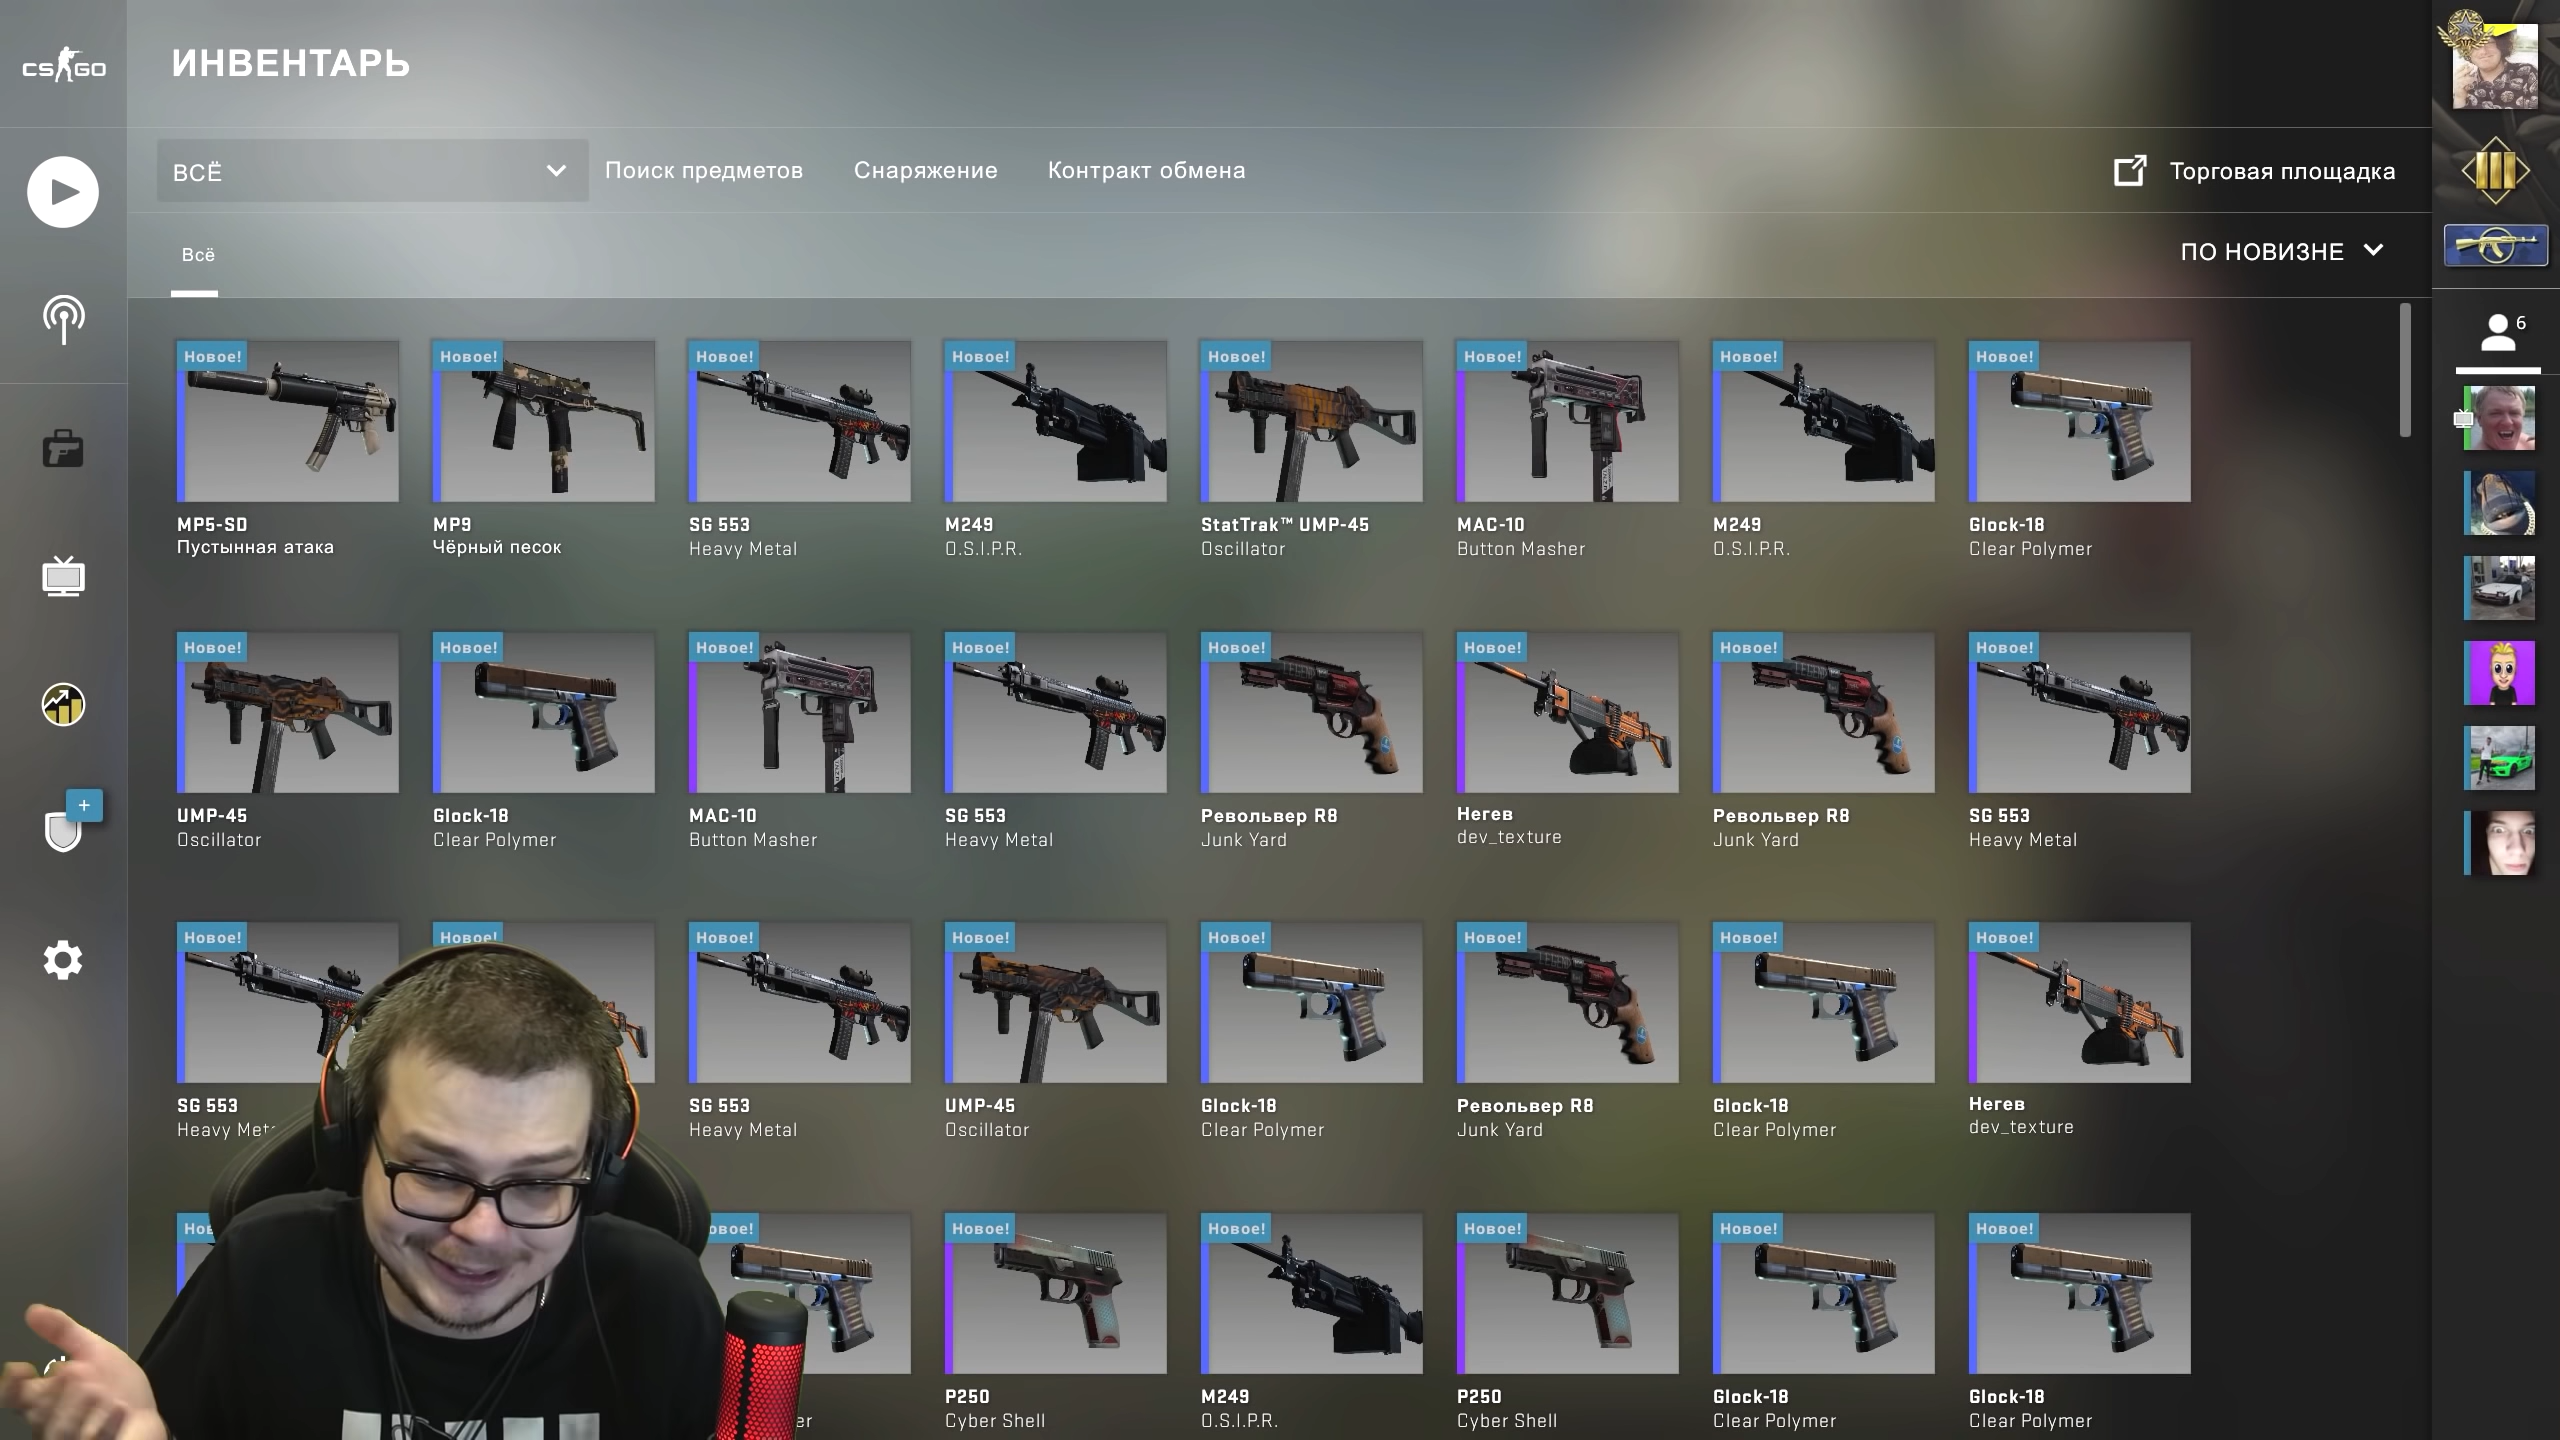 CS GO
ИНВЕНТАРЬ
ВСЁ
Поиск предметов
Снаряжение
Контракт обмена
Торговая площадка
Всё
ПО НОВИЗНЕ
6
Новое! Новое! Новое! Новое! Новое! Новое! Новое! Новое!
MP5-SD MP9 SG 553 M249 StatTrak™ UMP-45 MAC-10 M249 Glock-18
Пустынная атака Чёрный песок Heavy Metal O.S.I.P.R. Oscillator Button Masher O.S.I.P.R. Clear Polymer
Новое! Новое! Новое! Новое! Новое! Новое! Новое! Новое!
UMP-45 Glock-18 MAC-10 SG 553 Револьвер R8 Негев Револьвер R8 SG 553
Oscillator Clear Polymer Button Masher Heavy Metal Junk Yard dev_texture Junk Yard Heavy Metal
Новое! Новое! Новое! Новое! Новое! Новое! Новое! Новое!
SG 553 SG 553 UMP-45 Glock-18 Револьвер R8 Glock-18 Негев
Heavy Heavy Metal Oscillator Clear Polymer Junk Yard Clear Polymer dev_texture
Новое! Новое! Новое! Новое! Новое!
P250 M249 P250 Glock-18 Glock-18
Cyber Shell O.S.I.P.R. Cyber Shell Clear Polymer Clear Polymer